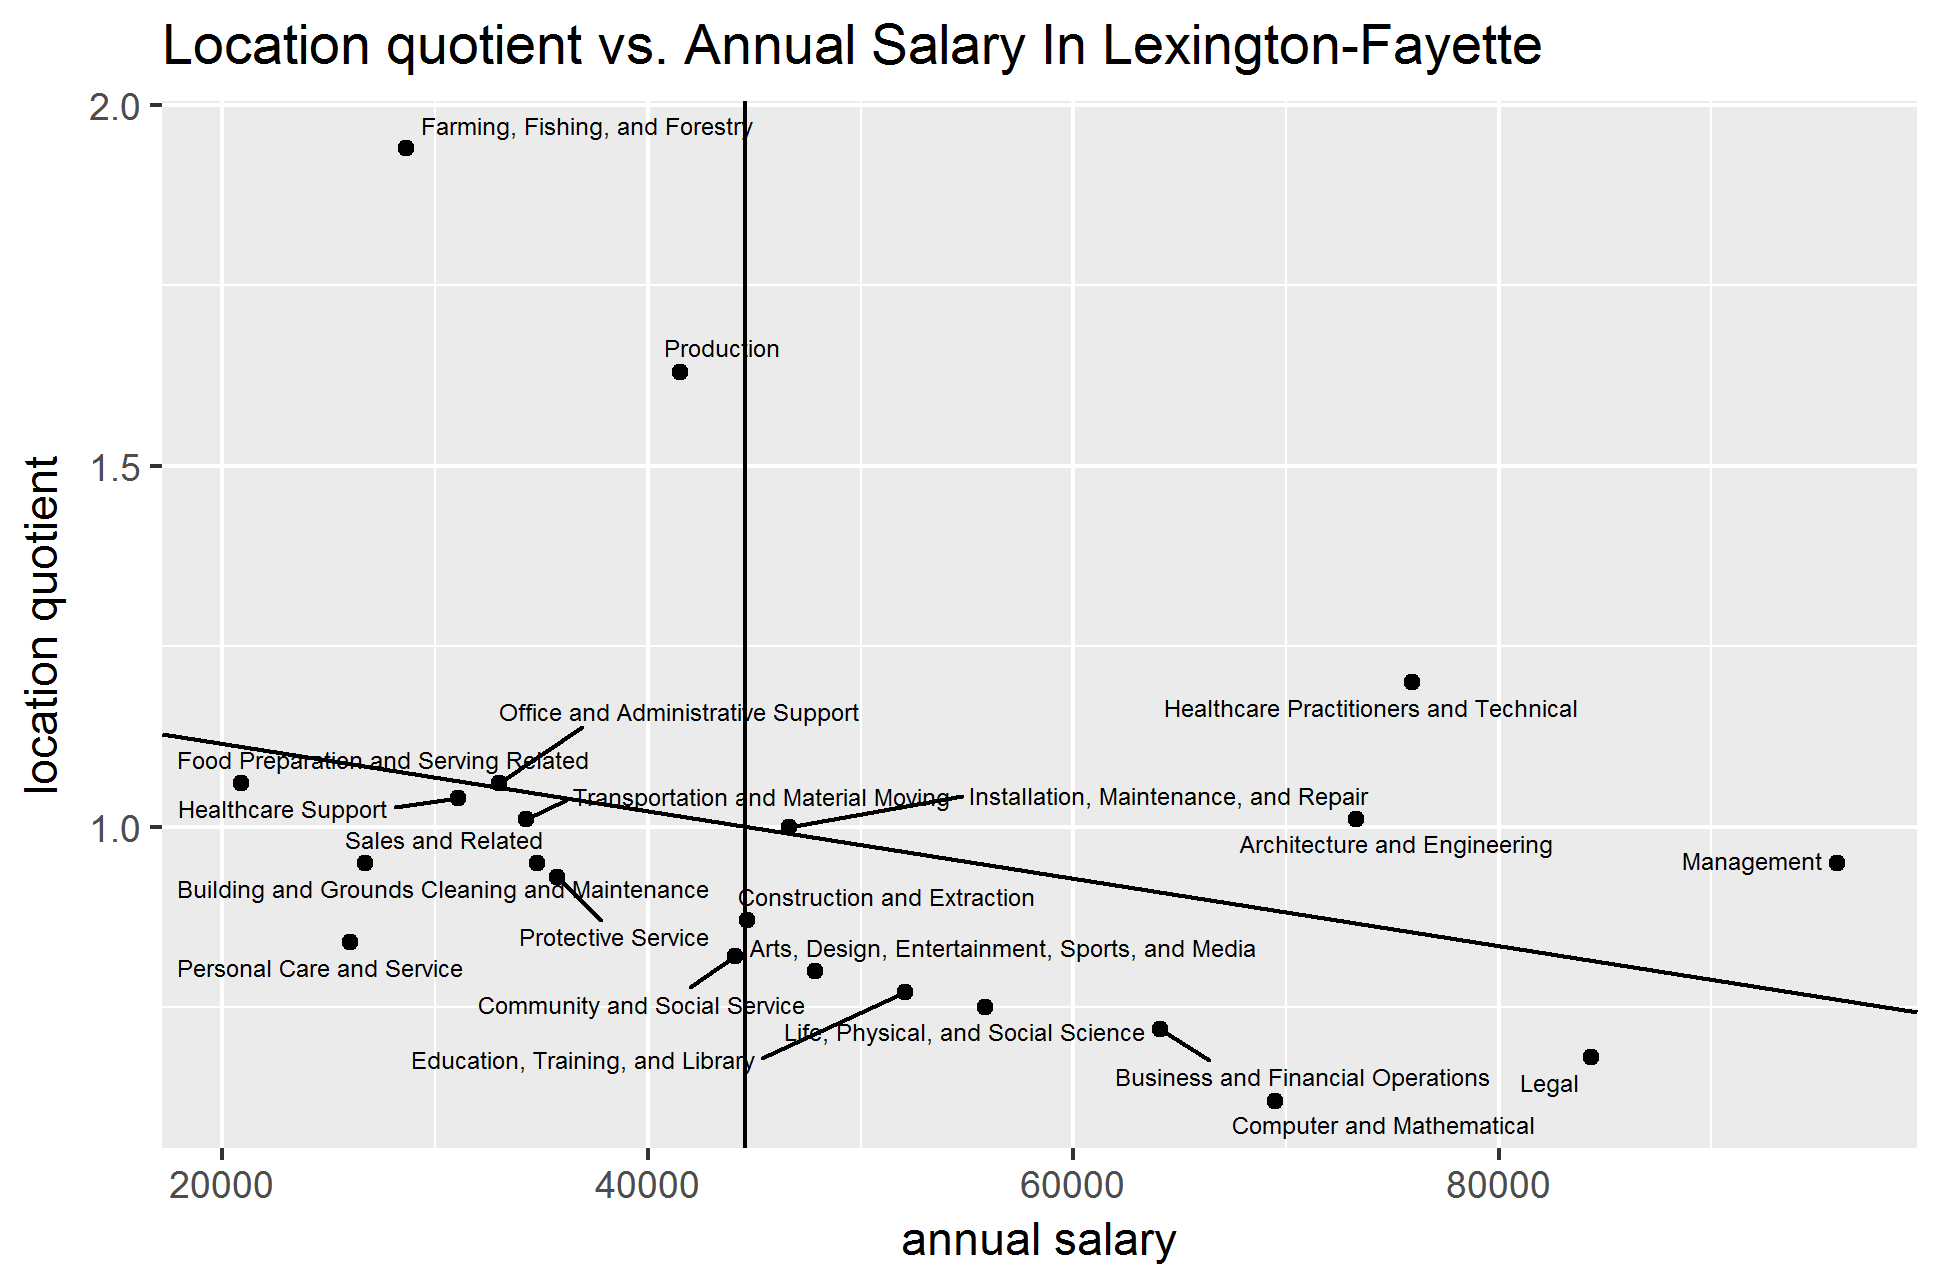 Location quotient vs. Annual Salary In Lexington-Fayette
2.0
Farming, Fishing, and Forestry
Production
1.5
location quotient
Office and Administrative Support
Healthcare Practitioners and Technical
Food Preparation and Serving Related
Healthcare Support
Transportation and Material Moving
Installation, Maintenance, and Repair
1.0
Sales and Related
Architecture and Engineering
Management
Building and Grounds Cleaning and Maintenance
Construction and Extraction
Protective Service
Arts, Design, Entertainment, Sports, and Media
Personal Care and Service
Community and Social Service
Life, Physical, and Social Science
Education, Training, and Library
Business and Financial Operations
Legal
Computer and Mathematical
20000
40000
60000
80000
annual salary